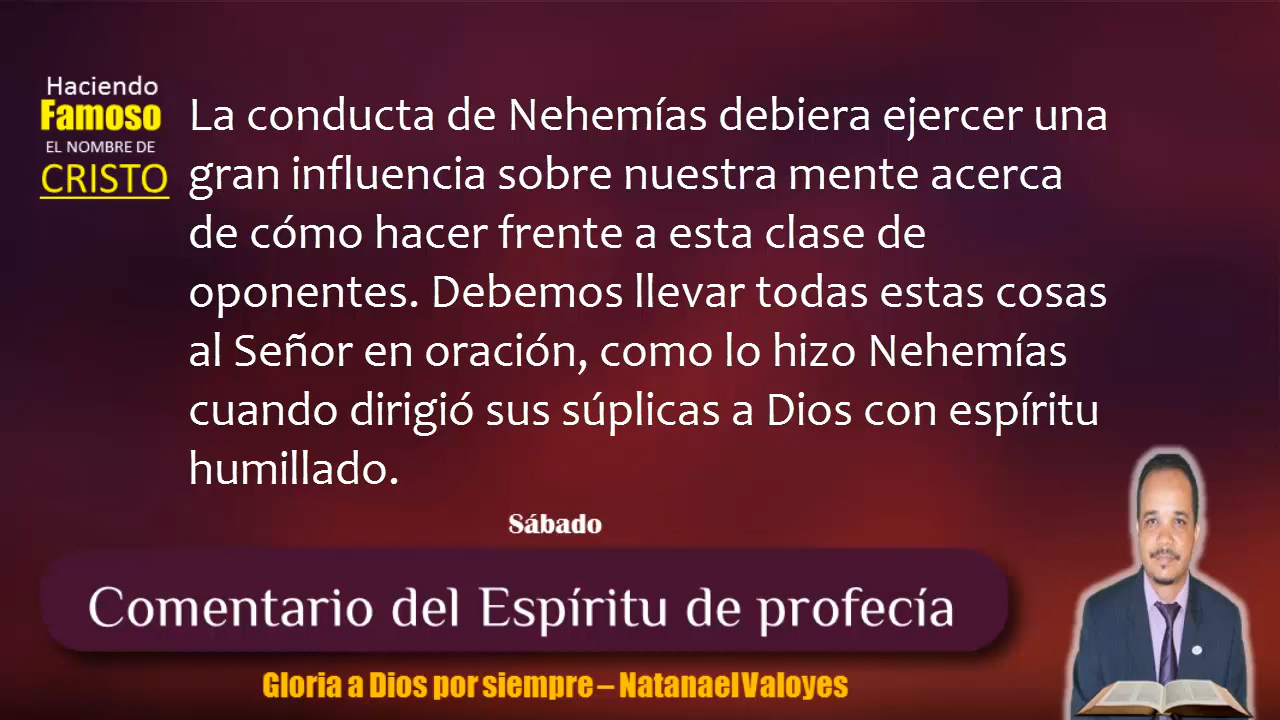 Haciendo
Famoso
EL NOMBRE DE
CRISTO
La conducta de Nehemías debiera ejercer una
gran influencia sobre nuestra mente acerca
de cómo hacer frente a esta clase de
oponentes. Debemos llevar todas estas cosas
al Señor en oración, como lo hizo Nehemías
cuando dirigió sus súplicas a Dios con espíritu
humillado.
Sábado
Comentario del Espíritu de profecía
Gloria a Dios por siempre – Natanael Valoyes